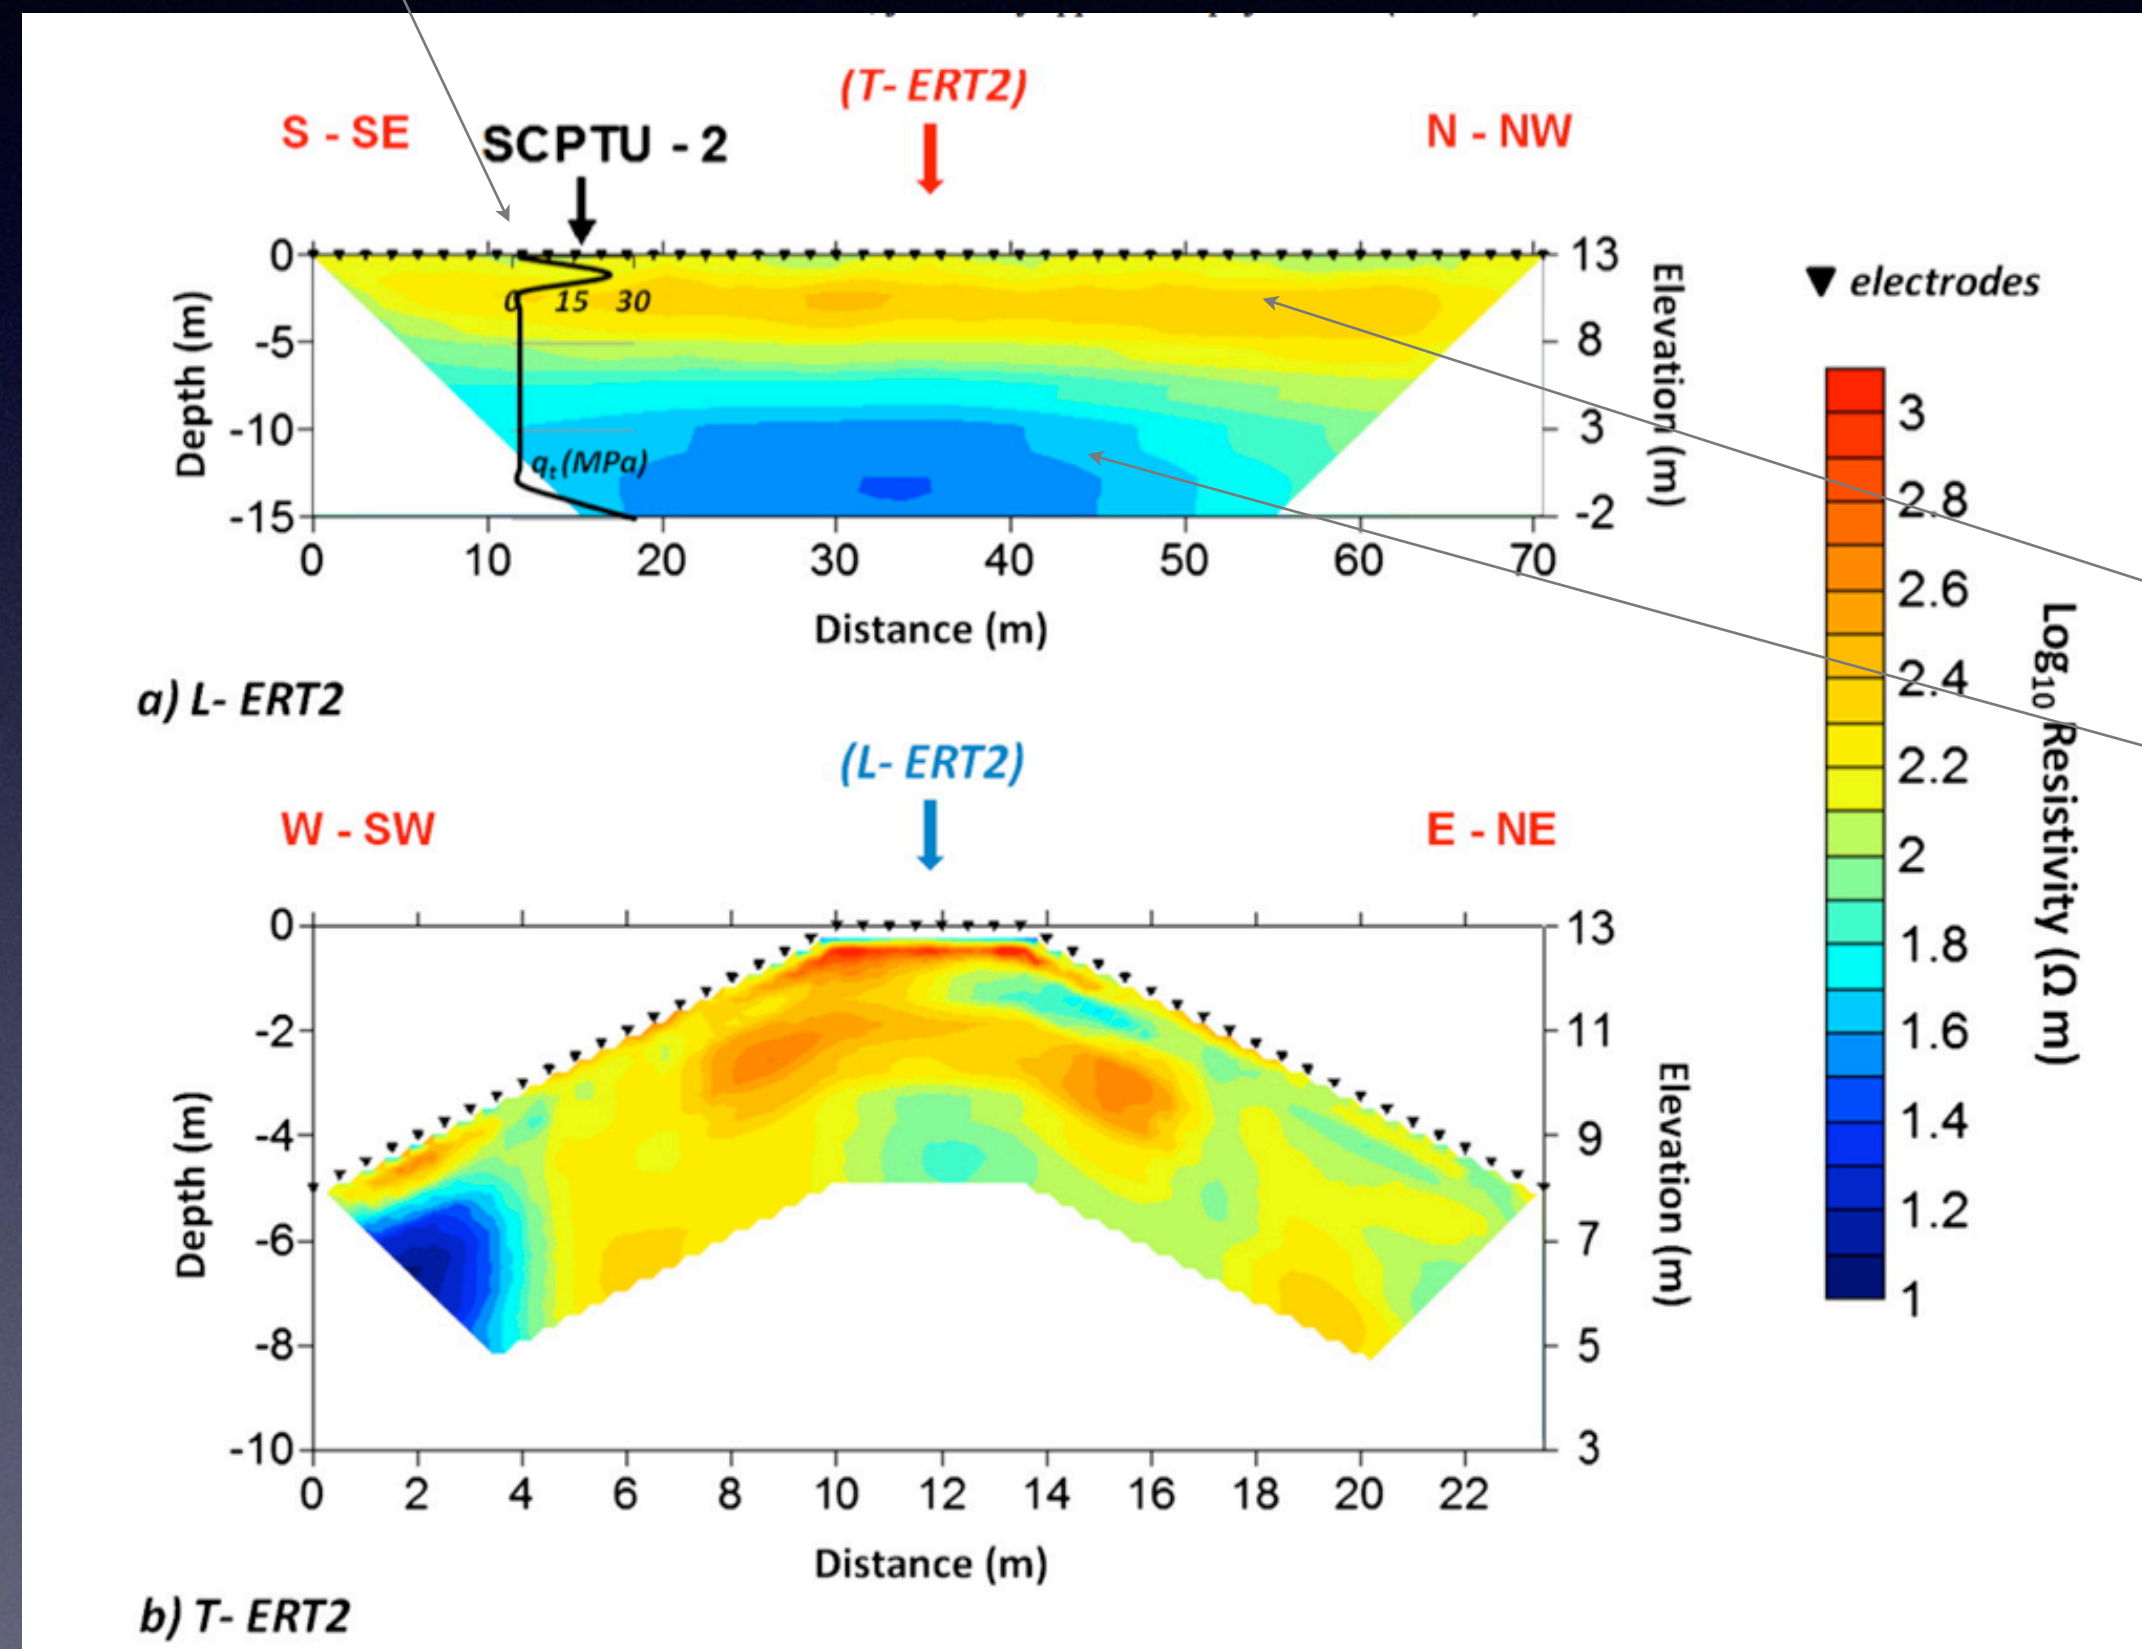 (T- ERT2)
S - SE
SCPTU - 2
N - NW
0
-5
-10
-15
Depth (m)
0 15 30
qt (MPa)
13
8
3
-2
Elevation (m)
0 10 20 30 40 50 60 70
Distance (m)
a) L- ERT2
electrodes
3
2.8
2.6
2.4
2.2
2
1.8
1.6
1.4
1.2
1
Log10 Resistivity (Ω m)
(L- ERT2)
W - SW
E - NE
0
-2
-4
-6
-8
-10
Depth (m)
13
11
9
7
5
3
Elevation (m)
0 2 4 6 8 10 12 14 16 18 20 22
Distance (m)
b) T- ERT2